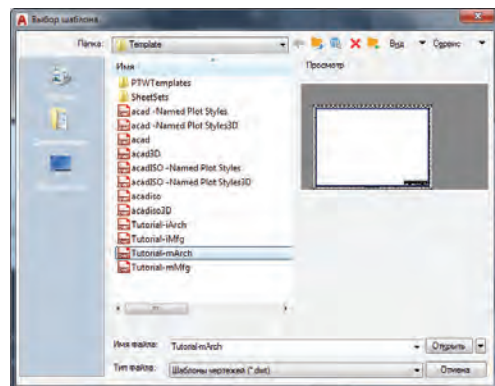 Выбор шаблона
Папка: Template Вид Сервис
Имя Просмотр
PTWTemplates
SheetSets
acad -Named Plot Styles
acad -Named Plot Styles3D
acad
acad3D
acadISO -Named Plot Styles
acadISO -Named Plot Styles3D
acadiso
acadiso3D
Tutorial-iArch
Tutorial-iMfg
Tutorial-mArch
Tutorial-mMfg
Имя файла: Tutorial-mArch Открыть
Тип файла: Шаблоны чертежей (*.dwt) Отмена